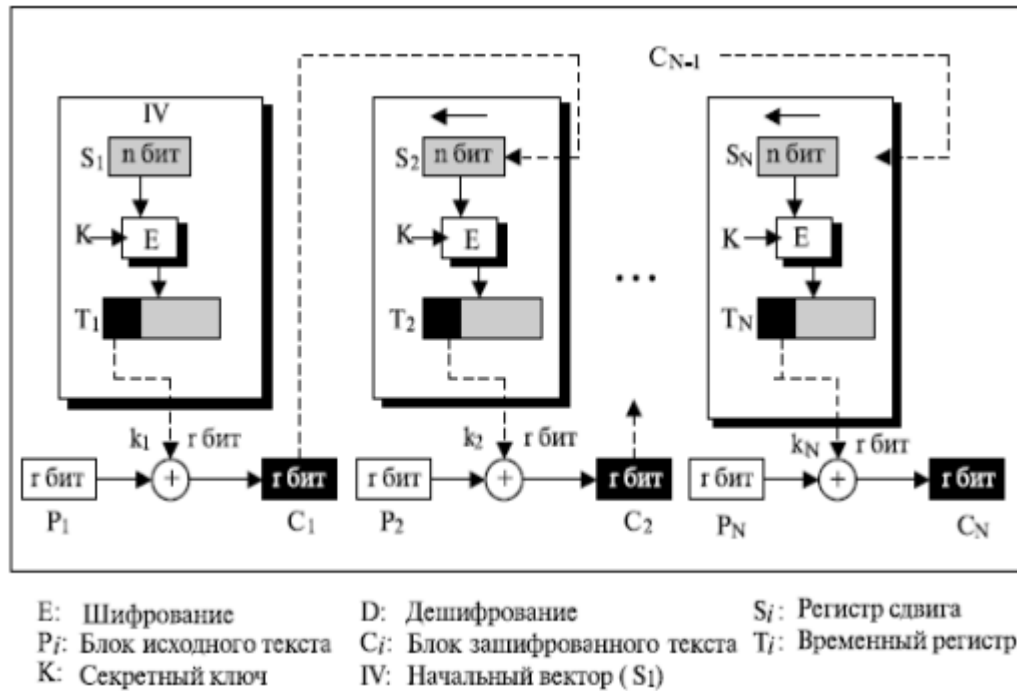 C_{N-1}
IV
S₁ n бит
S₂ n бит
S_N n бит
K E
K E
K E
...
T₁
T₂
T_N
k₁ r бит
k₂ r бит
k_N r бит
r бит + r бит
r бит + r бит
r бит + r бит
P₁ C₁
P₂ C₂
P_N C_N
E: Шифрование D: Дешифрование S_i: Регистр сдвига
P_i: Блок исходного текста C_i: Блок зашифрованного текста T_i: Временный регистр
K: Секретный ключ IV: Начальный вектор ( S₁)